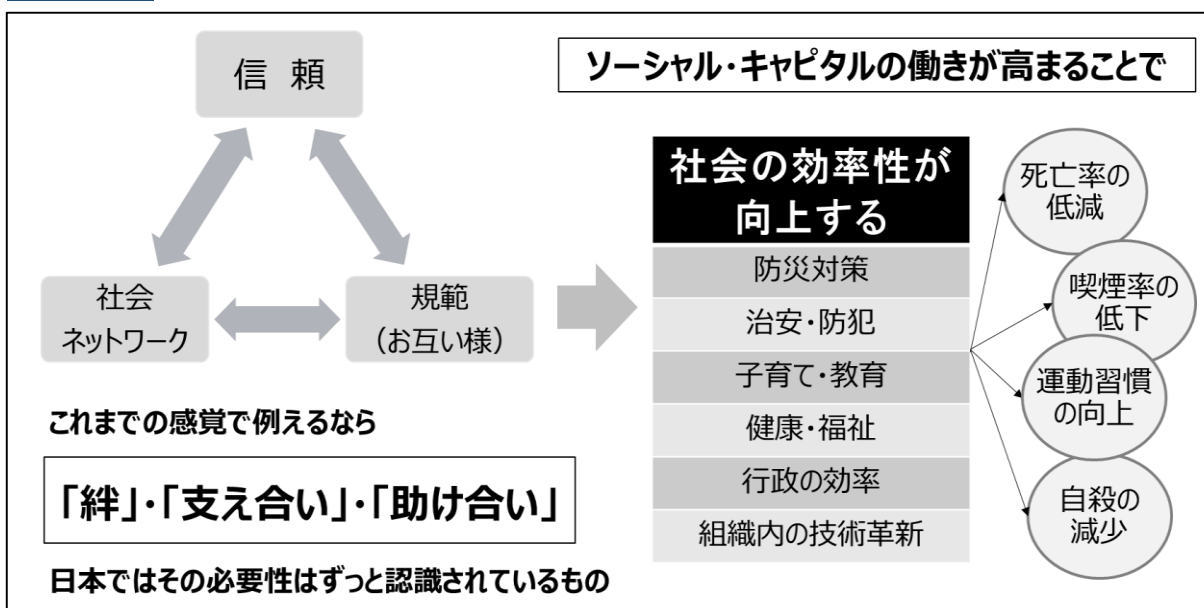 信 頼
社会
ネットワーク
規範
(お互い様)
これまでの感覚で例えるなら
「絆」・「支え合い」・「助け合い」
日本ではその必要性はずっと認識されているもの
ソーシャル・キャピタルの働きが高まることで
社会の効率性が
向上する
防災対策
治安・防犯
子育て・教育
健康・福祉
行政の効率
組織内の技術革新
死亡率の
低減
喫煙率の
低下
運動習慣
の向上
自殺の
減少